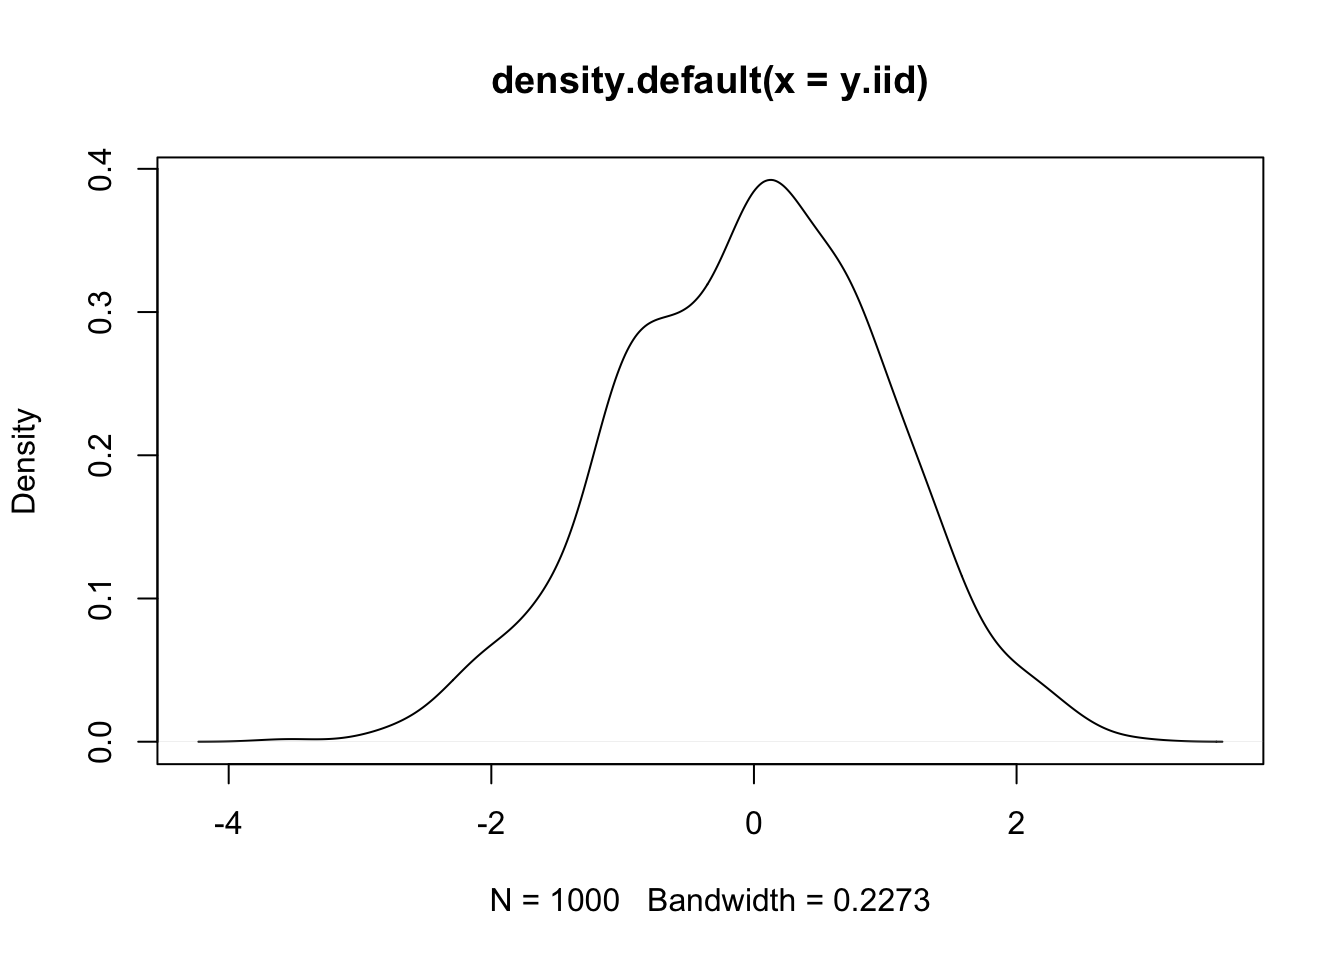 density.default(x = y.iid)
Density
0.4
0.3
0.2
0.1
0.0
-4 -2 0 2
N = 1000 Bandwidth = 0.2273